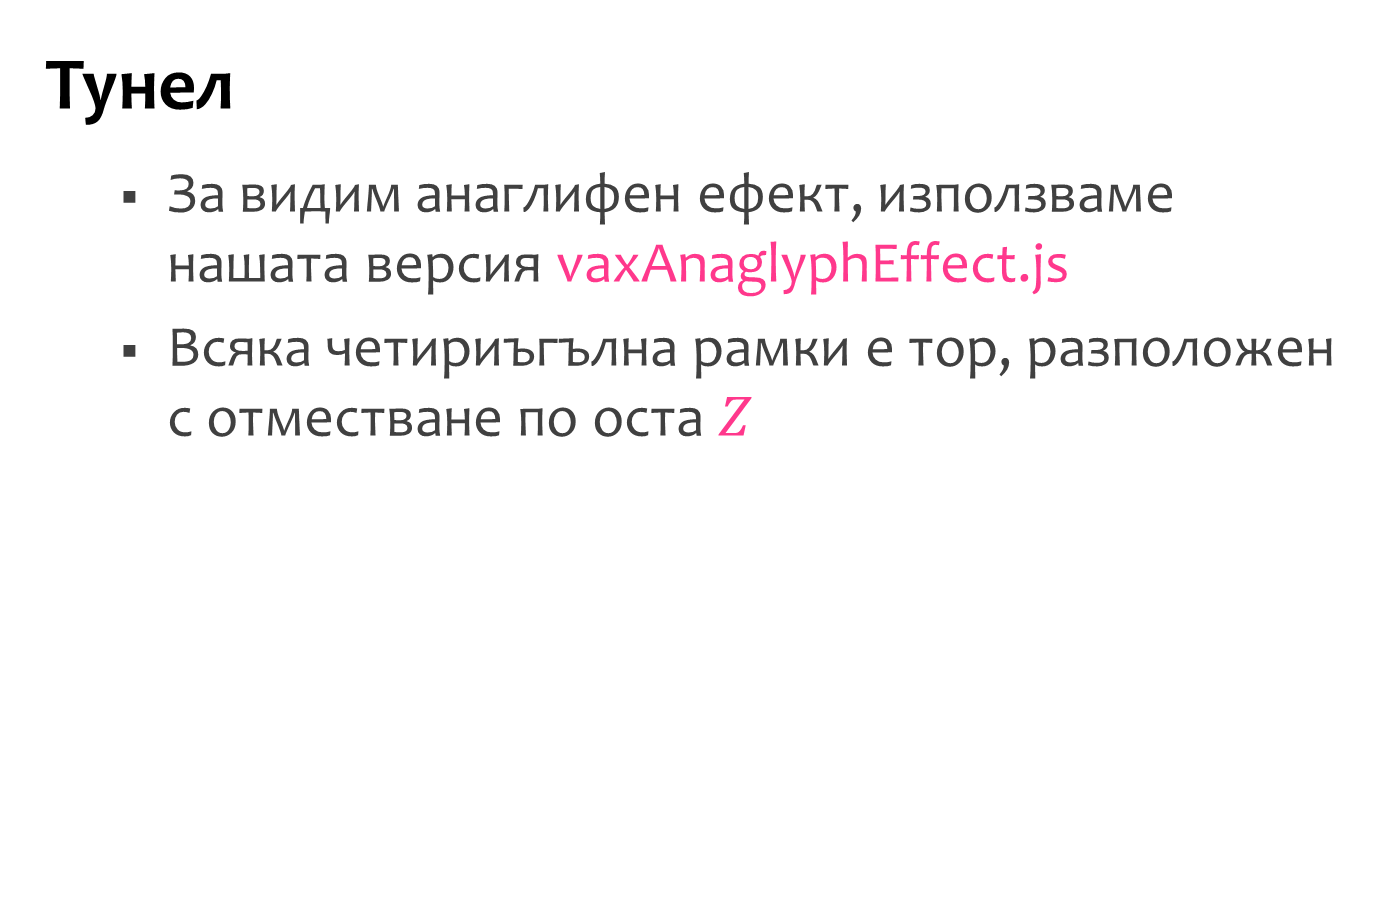 Тунел
▪ За видим анаглифен ефект, използваме
нашата версия vaxAnaglyphEffect.js
▪ Всяка четириъгълна рамки е тор, разположен
с отместване по оста Z